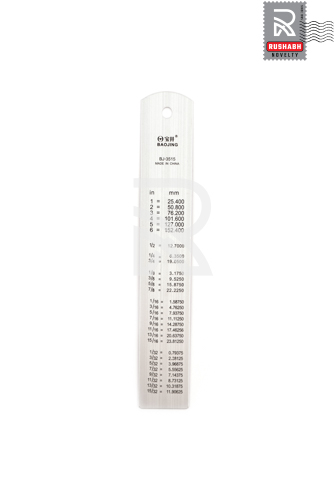 RUSHABH
NOVELTY
宝井®
BAOJING
BJ-3515
MADE IN CHINA
in mm
1 = 25.400
2 = 50.800
3 = 76.200
4 = 101.600
5 = 127.000
6 = 152.400
1/2 = 12.7000
1/8 = 3.1750
3/8 = 9.5250
5/8 = 15.8750
7/8 = 22.2250
1/16 = 1.58750
3/16 = 4.76250
5/16 = 7.93750
7/16 = 11.11250
9/16 = 14.28750
11/16 = 17.46250
13/16 = 20.63750
15/16 = 23.81250
1/32 = 0.79375
3/32 = 2.38125
5/32 = 3.96875
7/32 = 5.55625
9/32 = 7.14375
11/32 = 8.73125
13/32 = 10.31875
15/32 = 11.90625